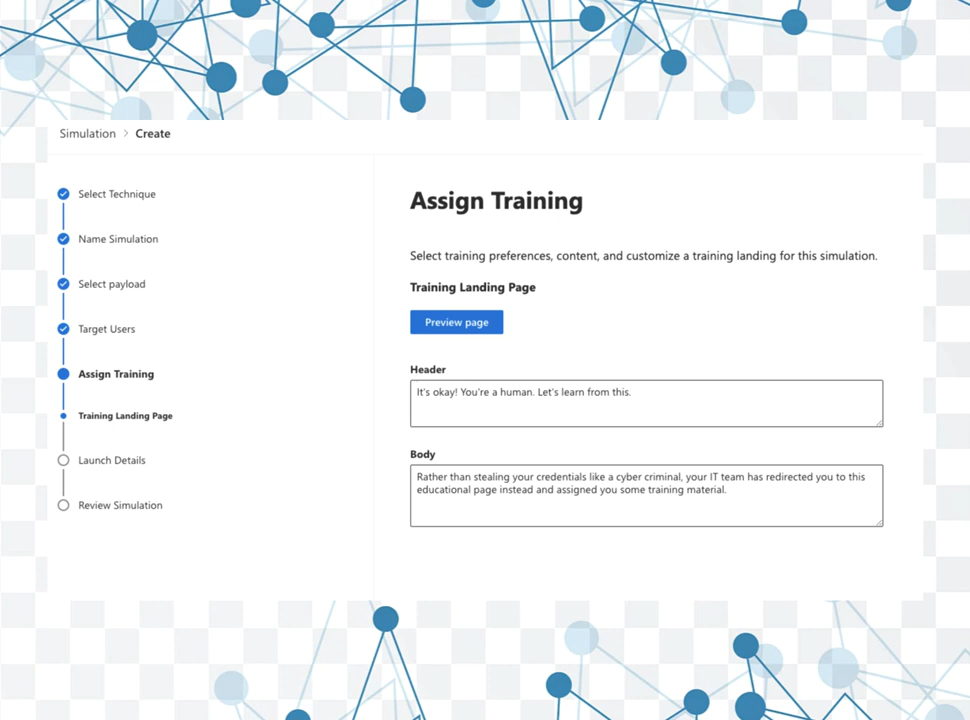 Simulation > Create
Select Technique
Name Simulation
Select payload
Target Users
Assign Training
Training Landing Page
Launch Details
Review Simulation
Assign Training
Select training preferences, content, and customize a training landing for this simulation.
Training Landing Page
Preview page
Header
It's okay! You're a human. Let's learn from this.
Body
Rather than stealing your credentials like a cyber criminal, your IT team has redirected you to this
educational page instead and assigned you some training material.